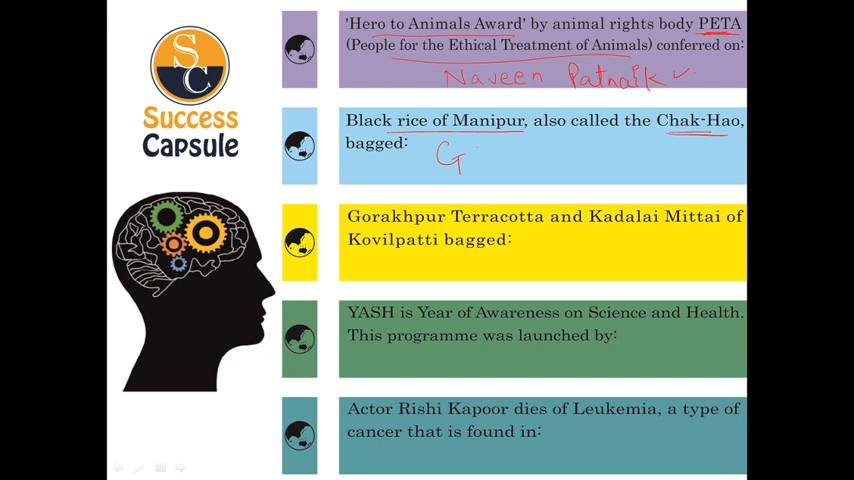 SC
Success
Capsule
'Hero to Animals Award' by animal rights body PETA
(People for the Ethical Treatment of Animals) conferred on:
Naveen Patnaik
Black rice of Manipur, also called the Chak-Hao,
bagged:
G
Gorakhpur Terracotta and Kadalai Mittai of
Kovilpatti bagged:
YASH is Year of Awareness on Science and Health.
This programme was launched by:
Actor Rishi Kapoor dies of Leukemia, a type of
cancer that is found in: